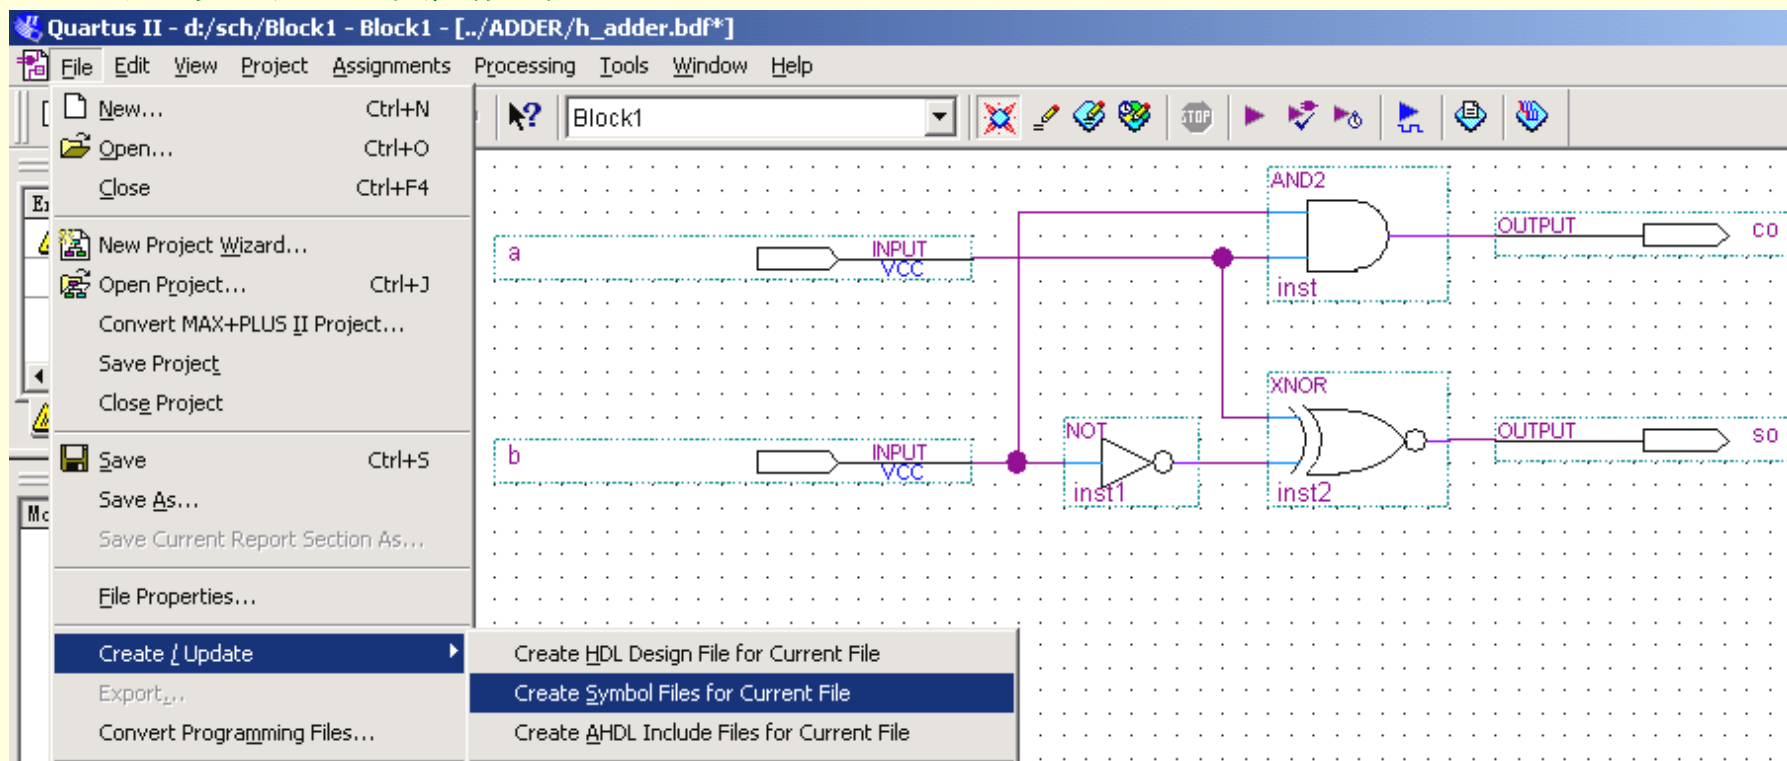 Quartus II - d:/sch/Block1 - Block1 - [../ADDER/h_adder.bdf*]
File Edit View Project Assignments Processing Tools Window Help
New... Ctrl+N
Block1
STOP
Open... Ctrl+O
Close Ctrl+F4
New Project Wizard...
Open Project... Ctrl+J
Convert MAX+PLUS II Project...
Save Project
Close Project
Save Ctrl+S
Save As...
Save Current Report Section As...
File Properties...
Create / Update
Export...
Convert Programming Files...
Create HDL Design File for Current File
Create Symbol Files for Current File
Create AHDL Include Files for Current File
AND2
inst
OUTPUT
co
a
INPUT
VCC
XNOR
inst2
OUTPUT
so
b
INPUT
VCC
NOT
inst1